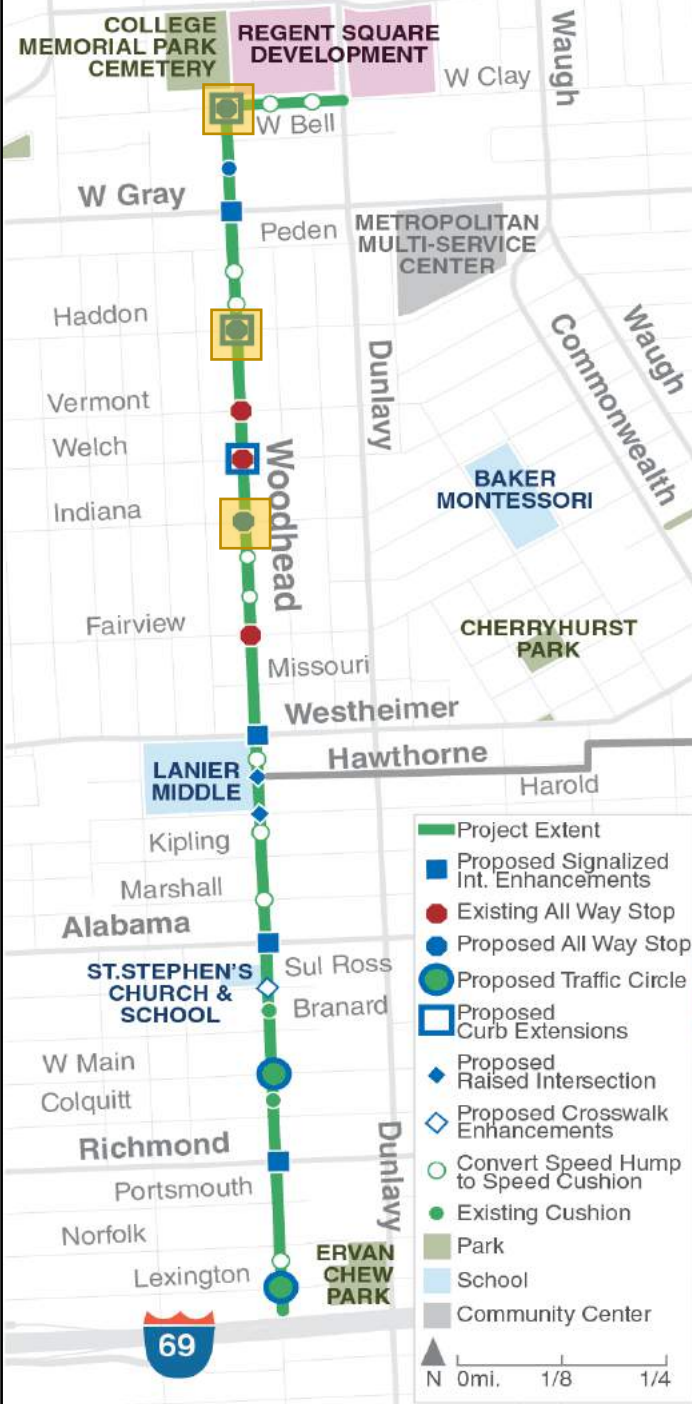 COLLEGE
MEMORIAL PARK
CEMETERY
REGENT SQUARE
DEVELOPMENT
Waugh
W Clay
W Bell
W Gray
Peden
METROPOLITAN
MULTI-SERVICE
CENTER
Haddon
Dunlavy
Waugh
Commonwealth
Vermont
Welch
Woodhead
BAKER
MONTESSORI
Indiana
Fairview
CHERRYHURST
PARK
Missouri
Westheimer
Hawthorne
LANIER
MIDDLE
Harold
Kipling
Marshall
Alabama
ST.STEPHEN'S
CHURCH &
SCHOOL
Sul Ross
Branard
W Main
Colquitt
Richmond
Dunlavy
Portsmouth
Norfolk
Lexington
ERVAN
CHEW
PARK
69
Project Extent
Proposed Signalized
Int. Enhancements
Existing All Way Stop
Proposed All Way Stop
Proposed Traffic Circle
Proposed
Curb Extensions
Proposed
Raised Intersection
Proposed Crosswalk
Enhancements
Convert Speed Hump
to Speed Cushion
Existing Cushion
Park
School
Community Center
N 0mi. 1/8 1/4